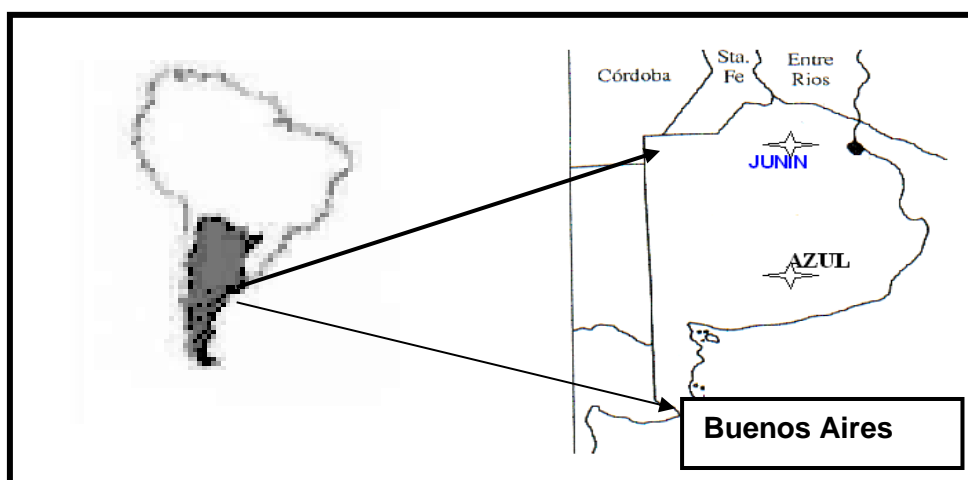 Sta.
Fe
Entre
Rios
Córdoba
JUNIN
AZUL
Buenos Aires